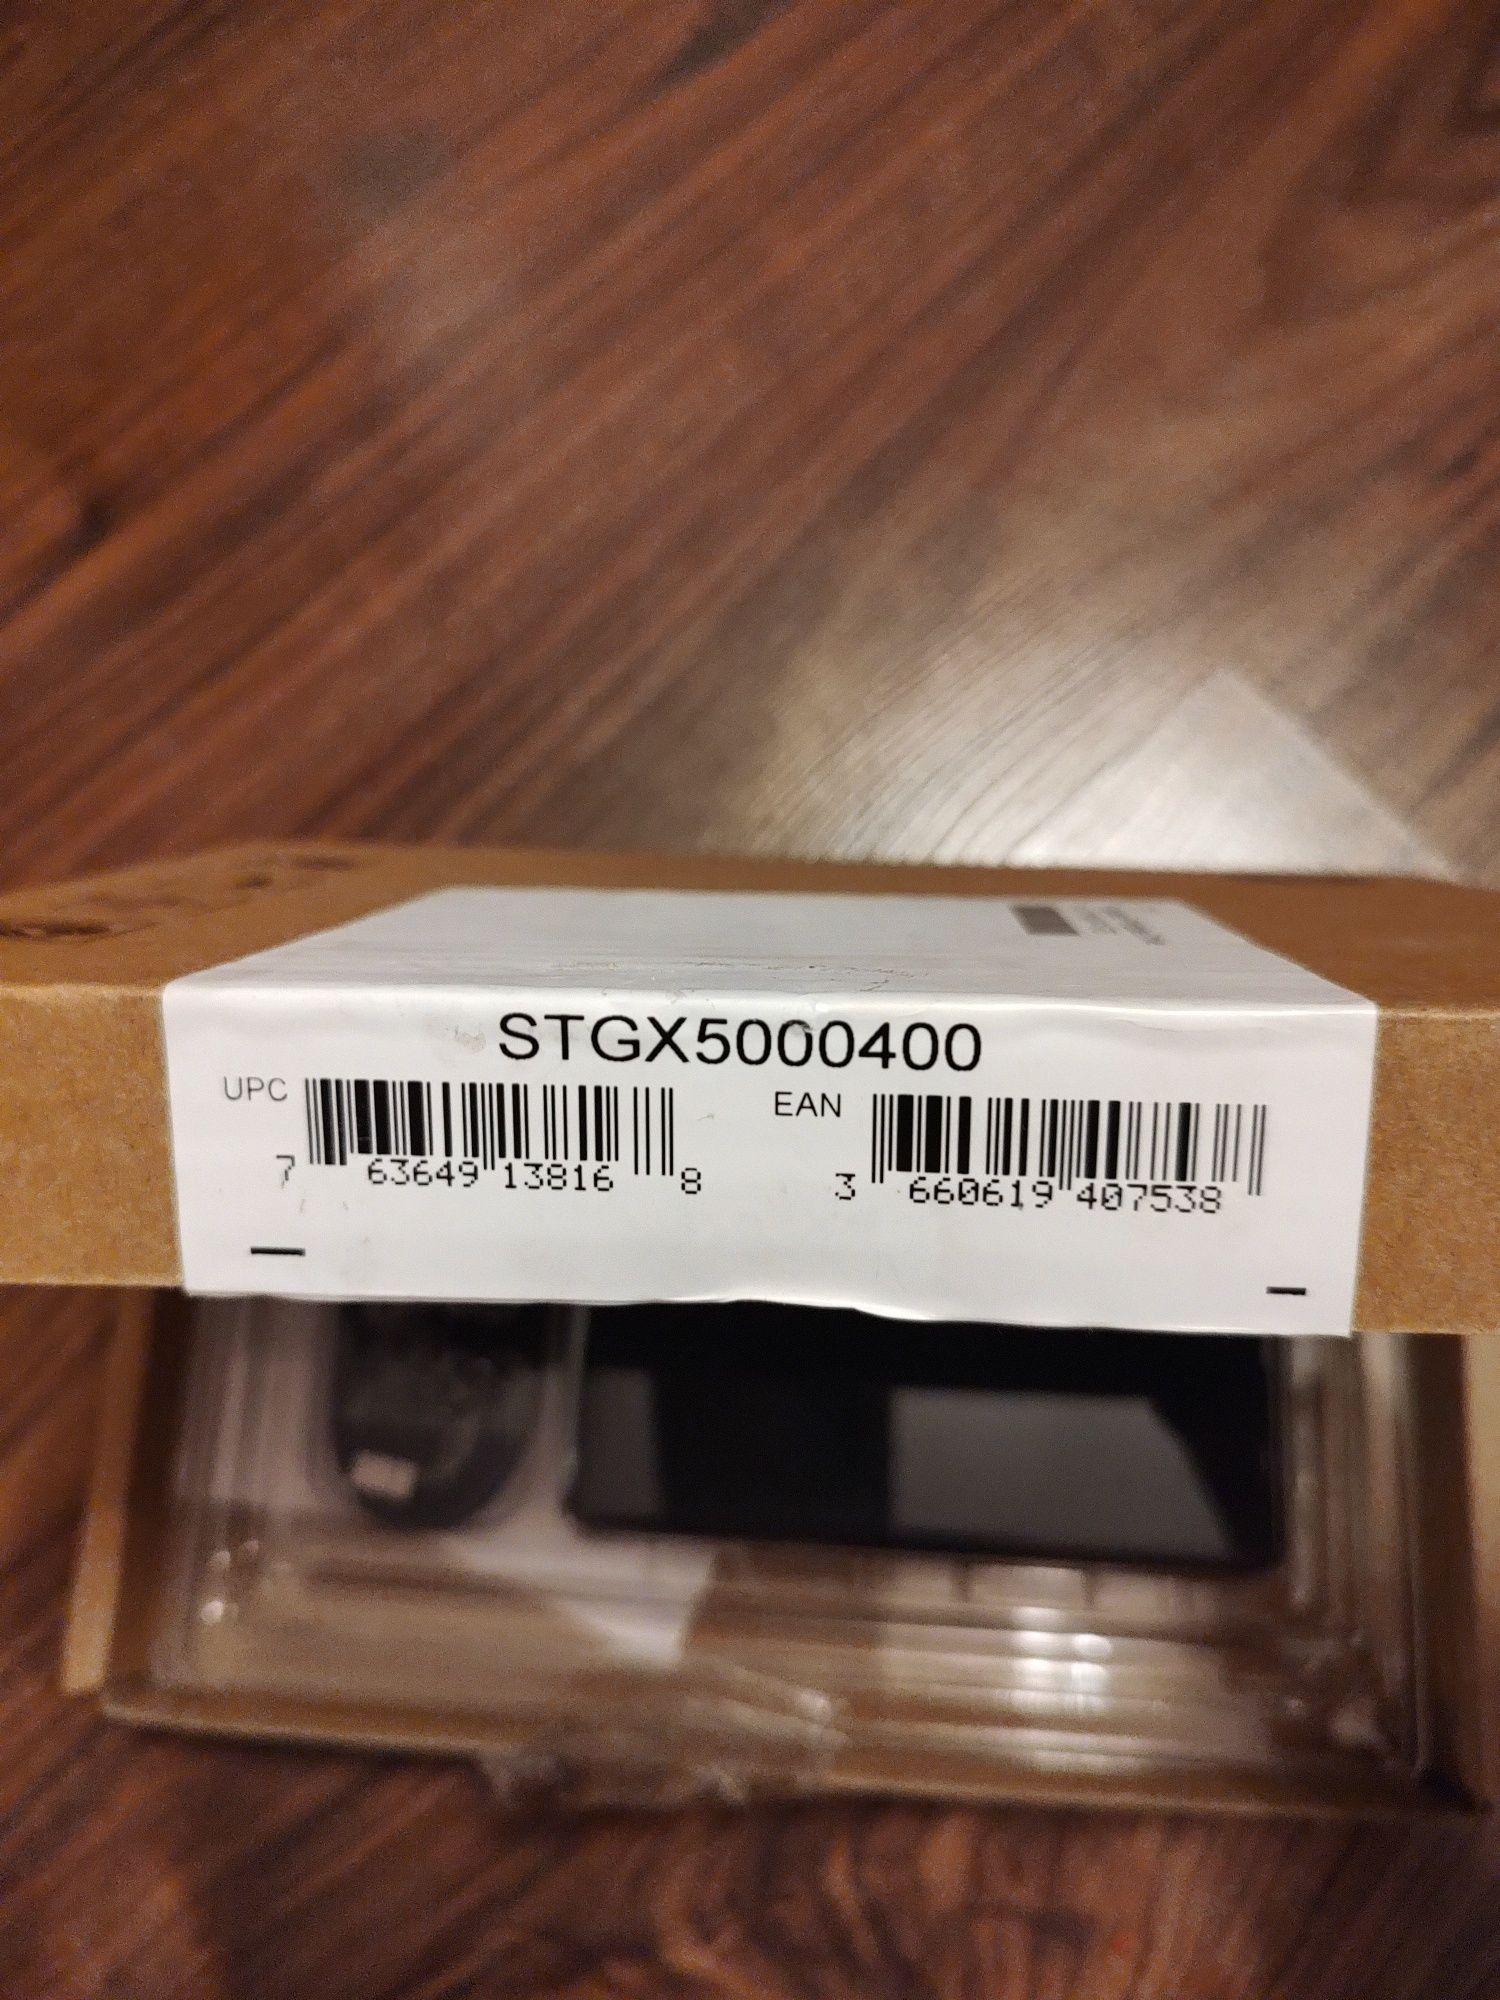 STGX5000400
UPC
7 63649 13816 8
EAN
3 660619 407538